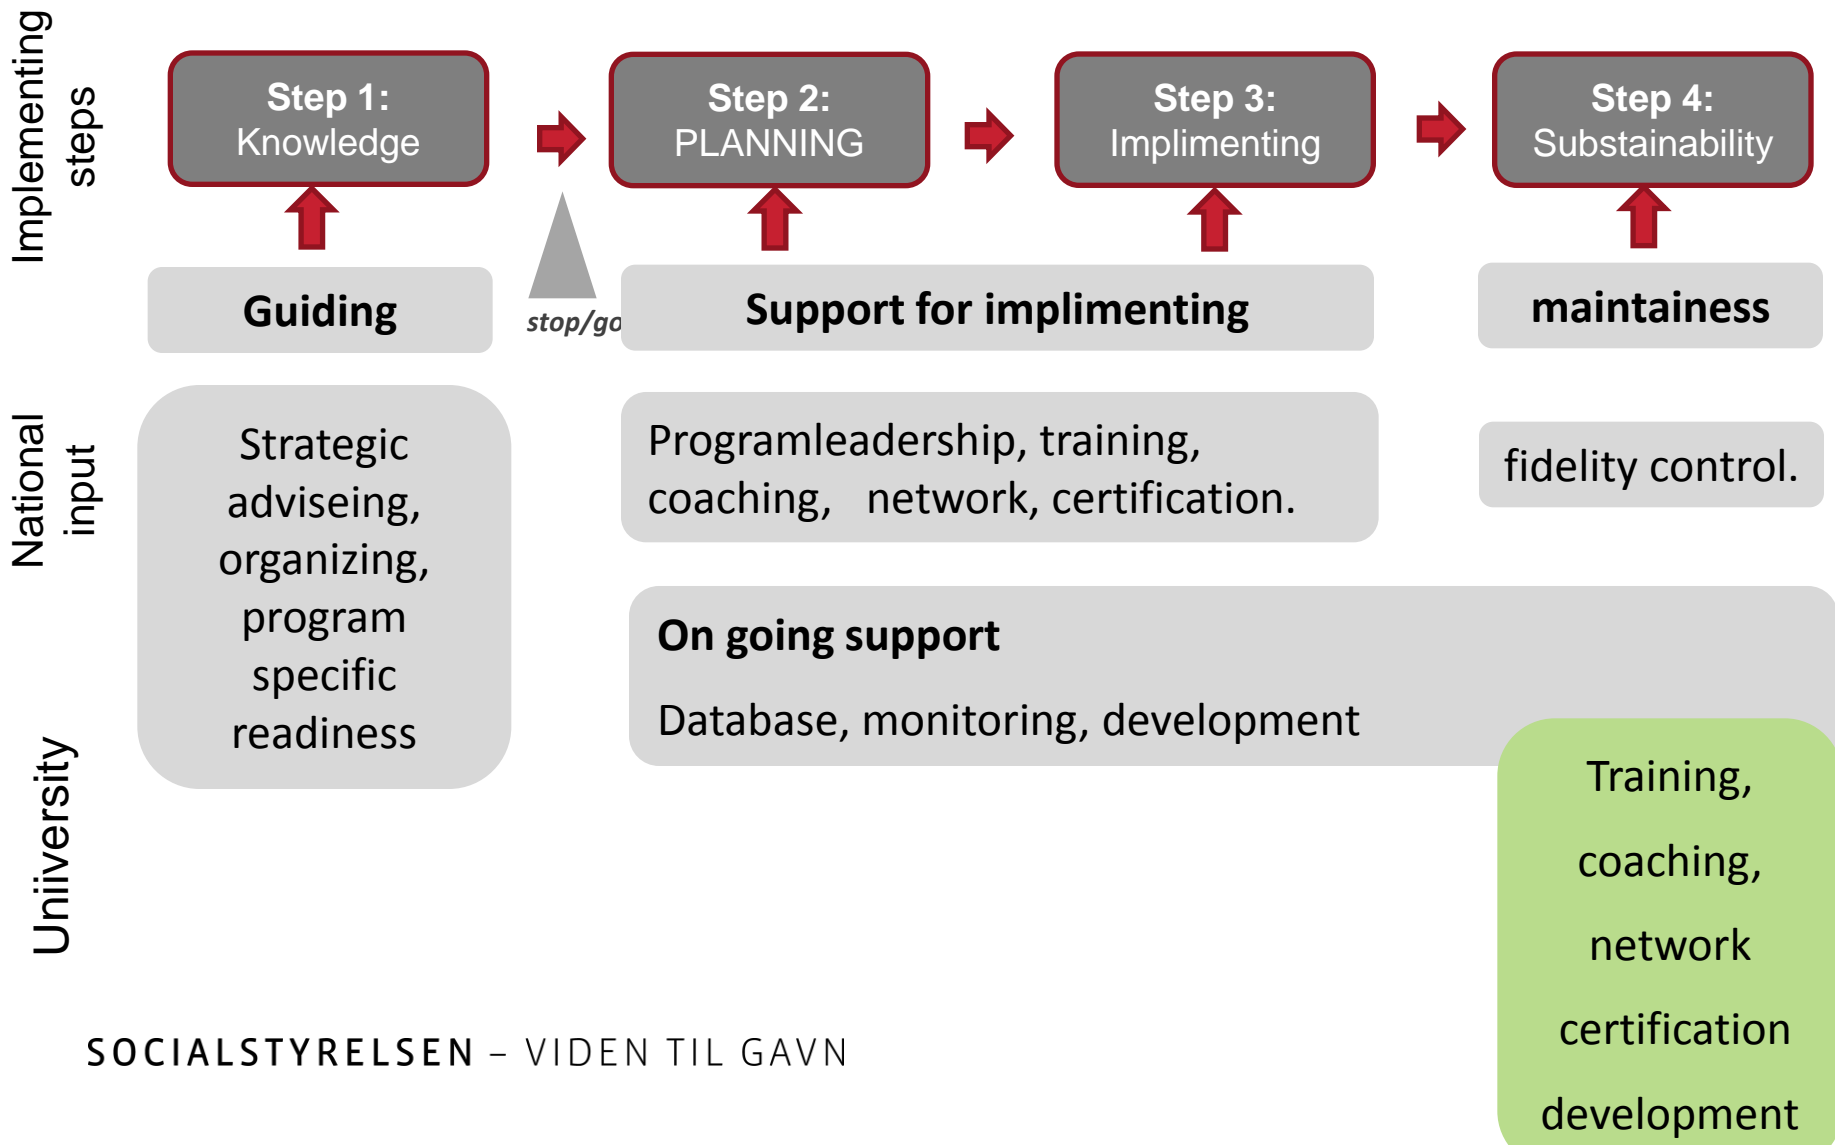 Implementing
steps
Step 1:
Knowledge
Step 2:
PLANNING
Step 3:
Implimenting
Step 4:
Substainability
Guiding
stop/go
Support for implimenting
maintainess
National
input
Strategic
adviseing,
organizing,
program
specific
readiness
Programleadership, training,
coaching, network, certification.
fidelity control.
On going support
Database, monitoring, development
Uniiversity
Training,
coaching,
network
certification
development
SOCIALSTYRELSEN – VIDEN TIL GAVN